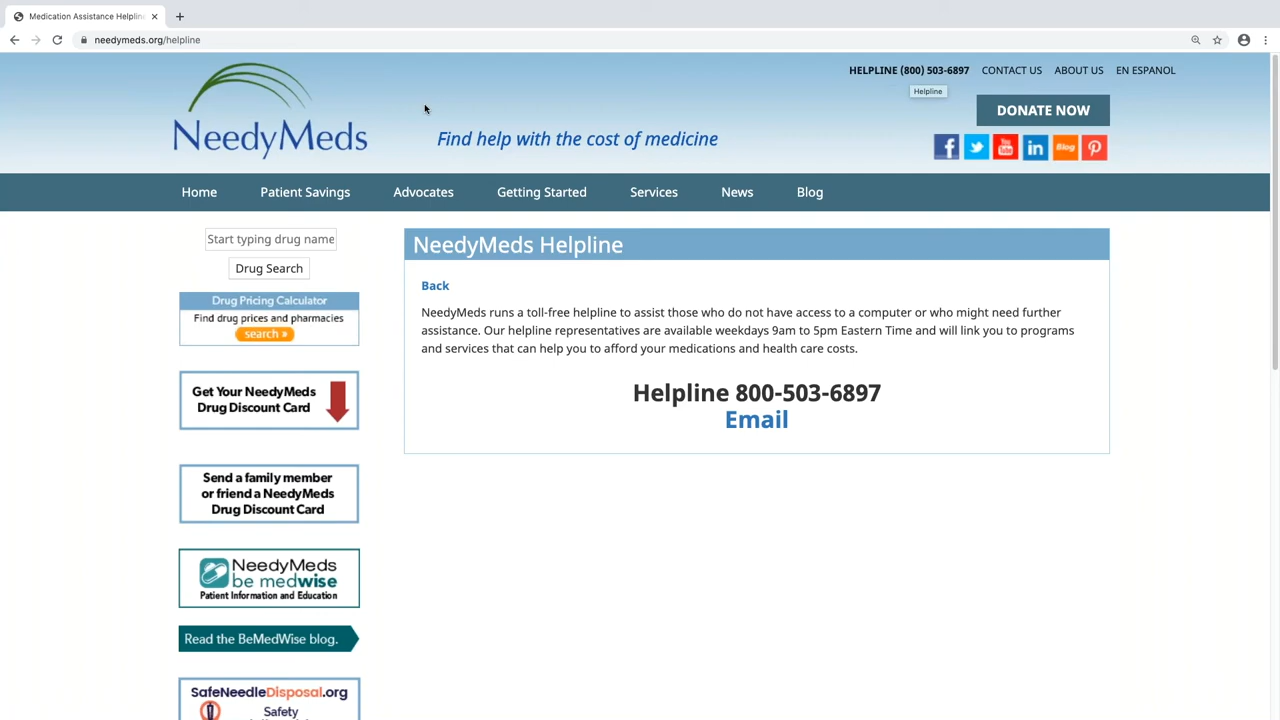 Medication Assistance Helplin
needymeds.org/helpline
HELPLINE (800) 503-6897 CONTACT US ABOUT US EN ESPANOL
Helpline
NeedyMeds
Find help with the cost of medicine
DONATE NOW
f You Tube in Blog
Home Patient Savings Advocates Getting Started Services News Blog
Start typing drug name
Drug Search
Drug Pricing Calculator
Find drug prices and pharmacies
search »
Get Your NeedyMeds
Drug Discount Card
Send a family member
or friend a NeedyMeds
Drug Discount Card
NeedyMeds
be medwise
Patient Information and Education
Read the BeMedWise blog.
SafeNeedleDisposal.org
Safety
NeedyMeds Helpline
Back
NeedyMeds runs a toll-free helpline to assist those who do not have access to a computer or who might need further
assistance. Our helpline representatives are available weekdays 9am to 5pm Eastern Time and will link you to programs
and services that can help you to afford your medications and health care costs.
Helpline 800-503-6897
Email